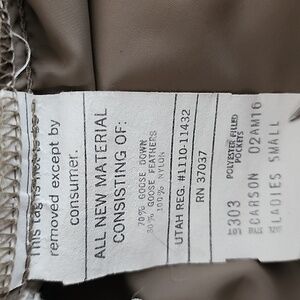 This tag is not to be
removed except by
consumer.
ALL NEW MATERIAL
CONSISTING OF:
70% GOOSE DOWN
30% GOOSE FEATHERS
100% NYLON
UTAH REG. #1110-11432
RN 37037
POLYESTER FILLED
POCKETS
303
CARSON 02AM16
LADIES SMALL